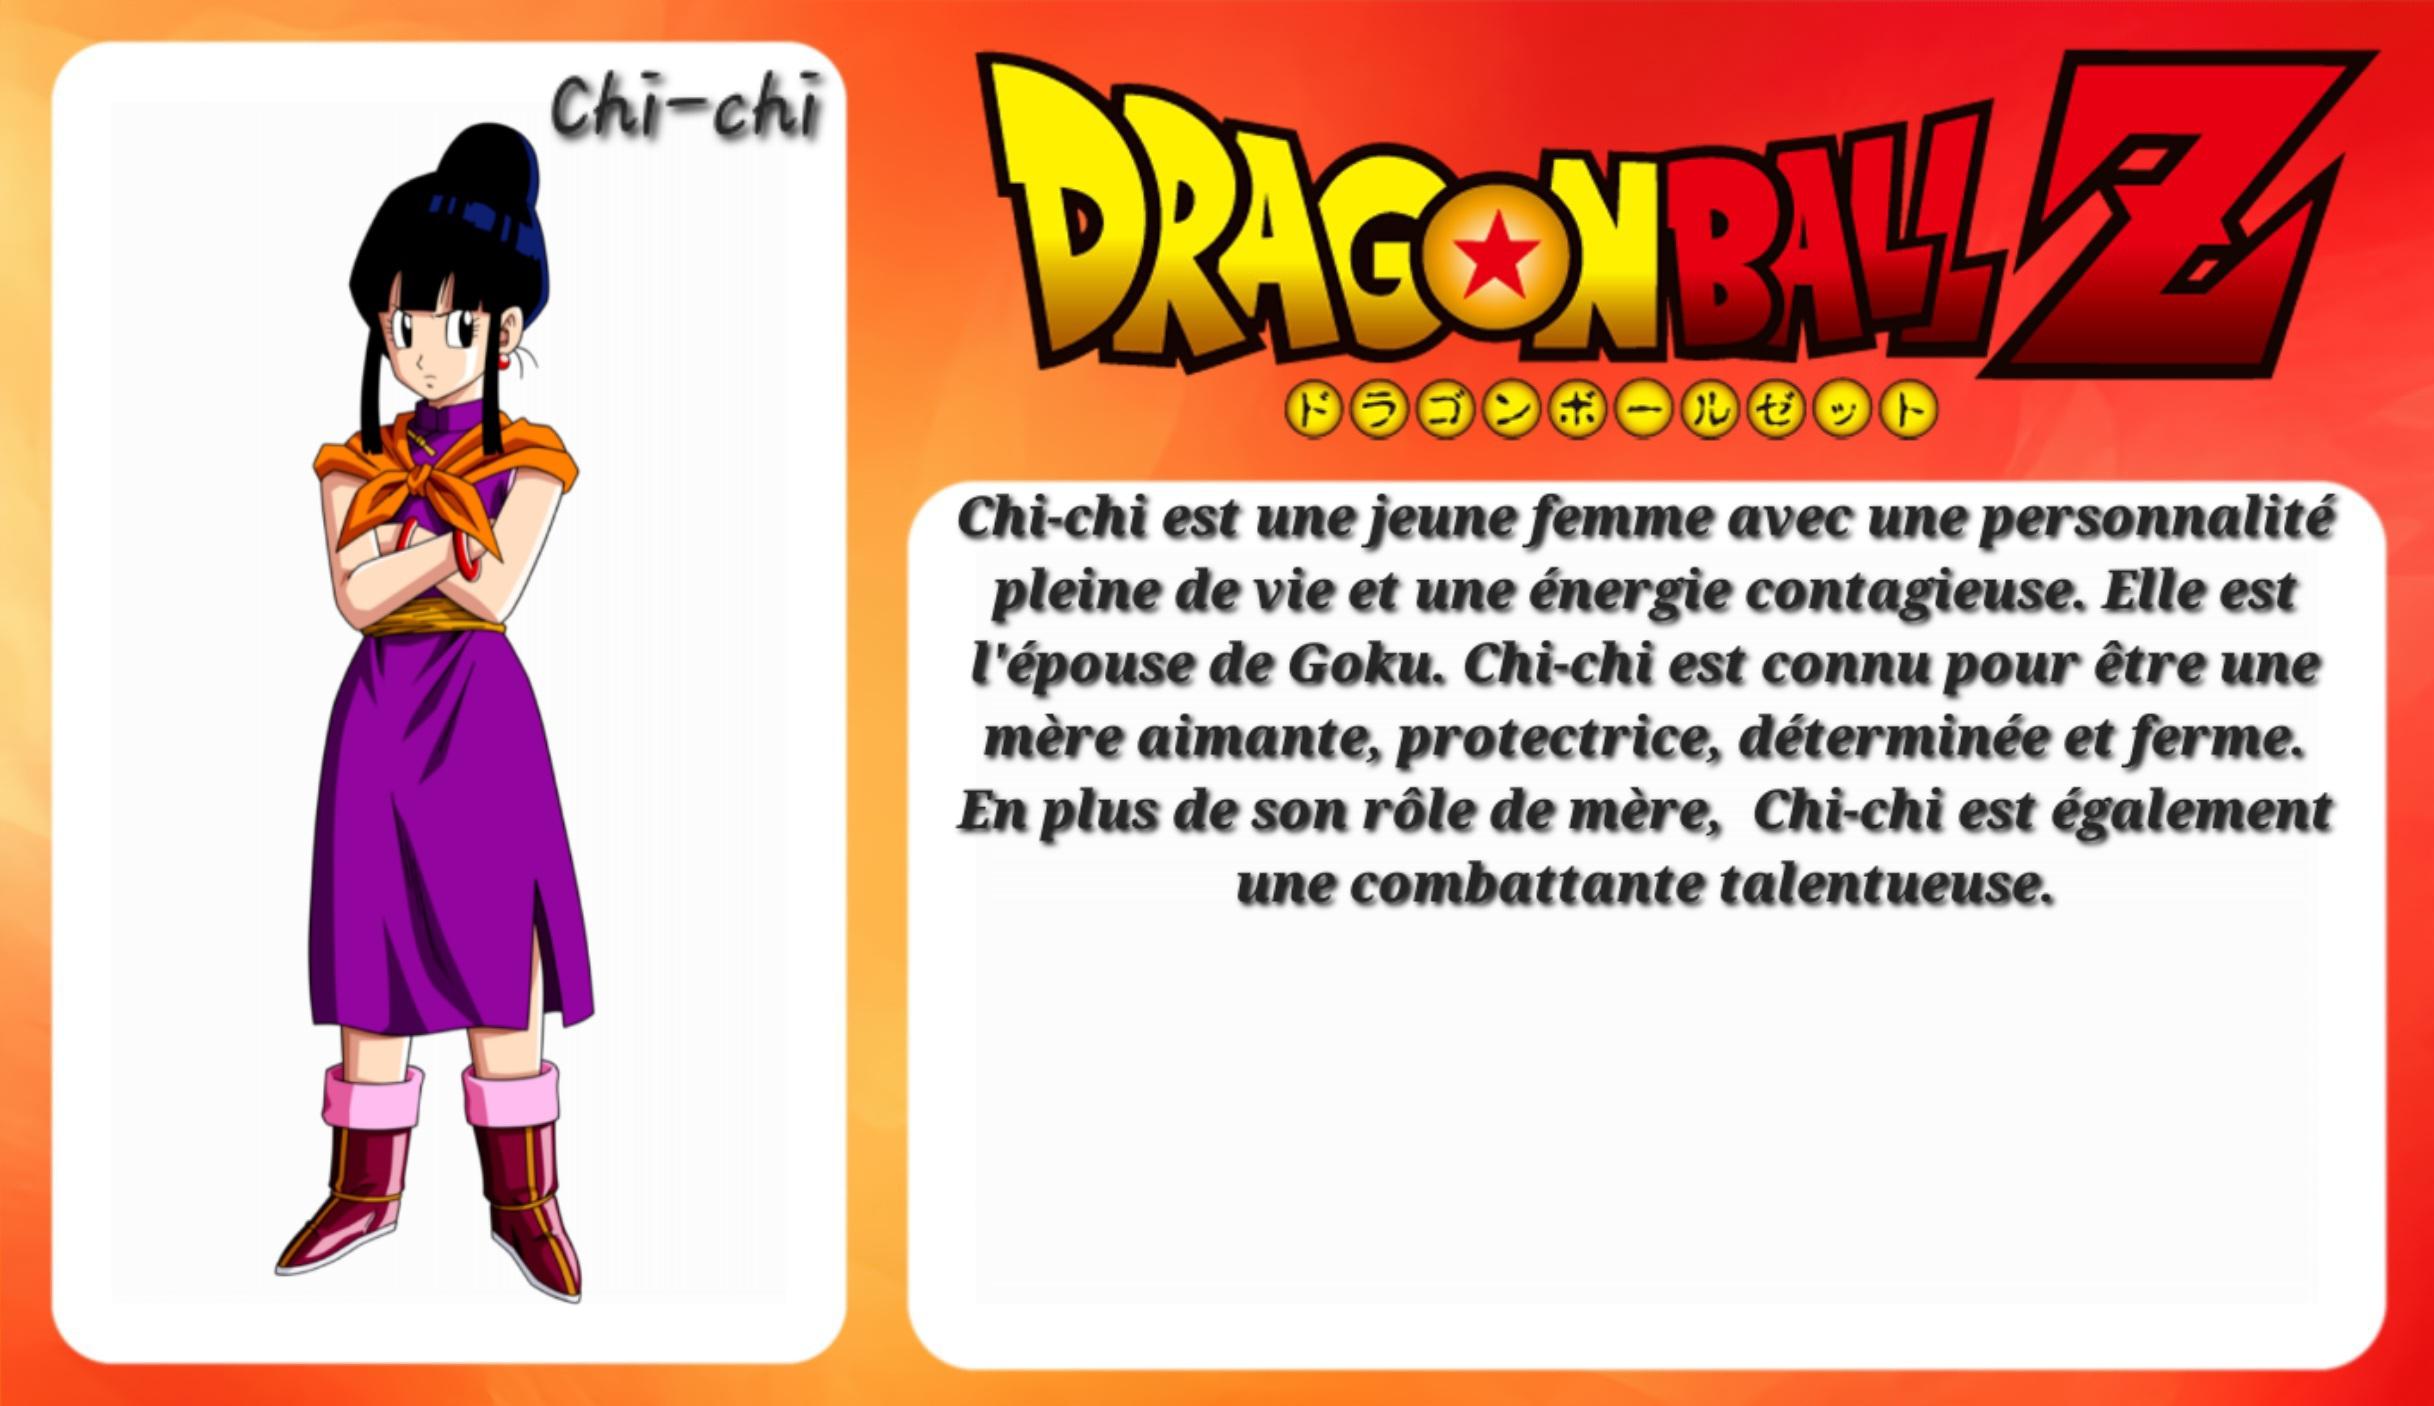 Chi-chi
DRAGONBALL Z
ドラゴンボールゼット
Chi-chi est une jeune femme avec une personnalité
pleine de vie et une énergie contagieuse. Elle est
l'épouse de Goku. Chi-chi est connu pour être une
mère aimante, protectrice, déterminée et ferme.
En plus de son rôle de mère,  Chi-chi est également
une combattante talentueuse.